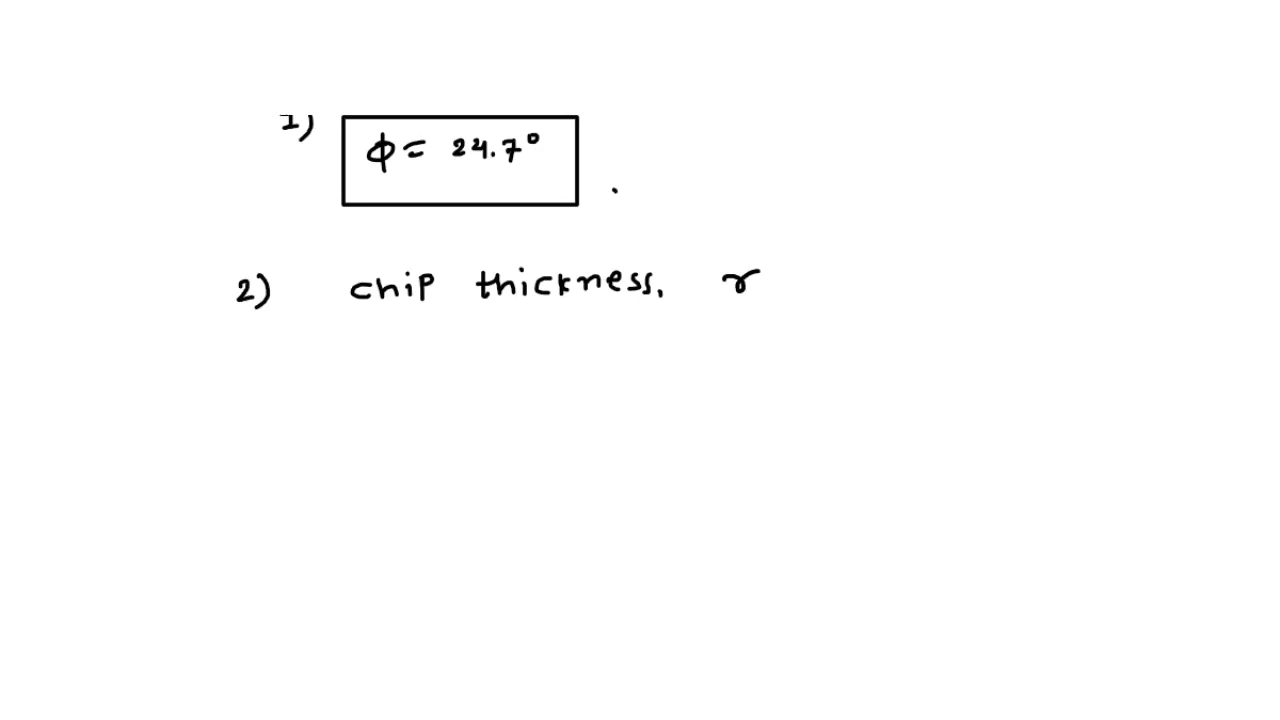 1) ϕ = 24.7°
2) chip thickness, r